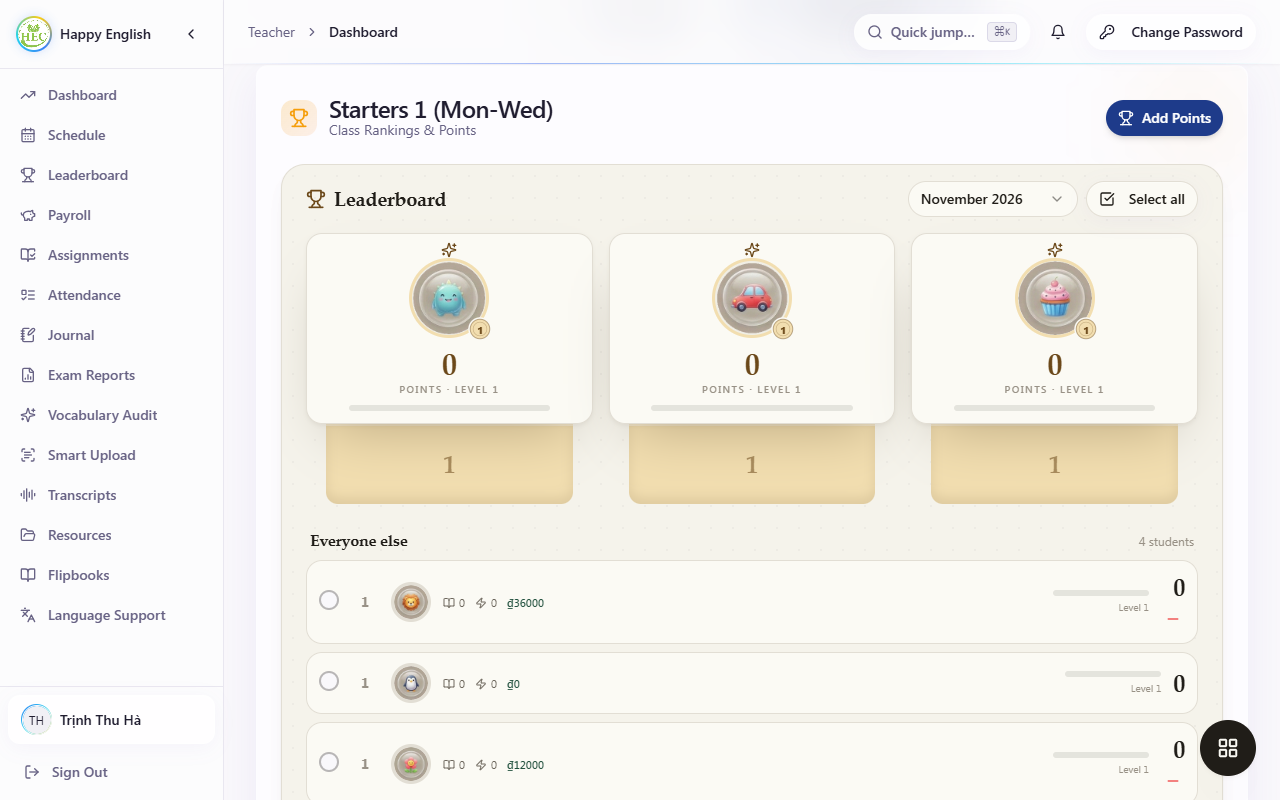 HEC
Happy English
Teacher
Dashboard
Quick jump...
⌘K
Change Password
Dashboard
Schedule
Leaderboard
Payroll
Assignments
Attendance
Journal
Exam Reports
Vocabulary Audit
Smart Upload
Transcripts
Resources
Flipbooks
Language Support
TH
Trịnh Thu Hà
Sign Out
Starters 1 (Mon-Wed)
Class Rankings & Points
Add Points
Leaderboard
November 2026
Select all
1
0
POINTS · LEVEL 1
1
1
0
POINTS · LEVEL 1
1
1
0
POINTS · LEVEL 1
1
Everyone else
4 students
1 0 0 ₫36000
Level 1
0
1 0 0 ₫0
Level 1
0
1 0 0 ₫12000
Level 1
0